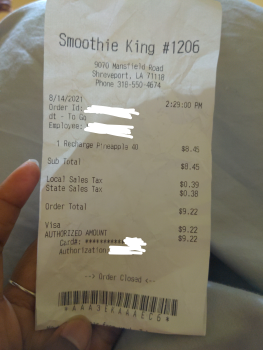 Smoothie King #1206
9070 Mansfield Road
Shreveport, LA 71118
Phone 318-550-4674
8/14/2021 2:29:00 PM
Order Id:
dt - To Go
Employee:
1 Recharge Pineapple 40 $8.45
Sub Total $8.45
Local Sales Tax $0.39
State Sales Tax $0.38
Order Total $9.22
Visa $9.22
AUTHORIZED AMOUNT $9.22
Card#:
Authorization:
---> Order Closed <--